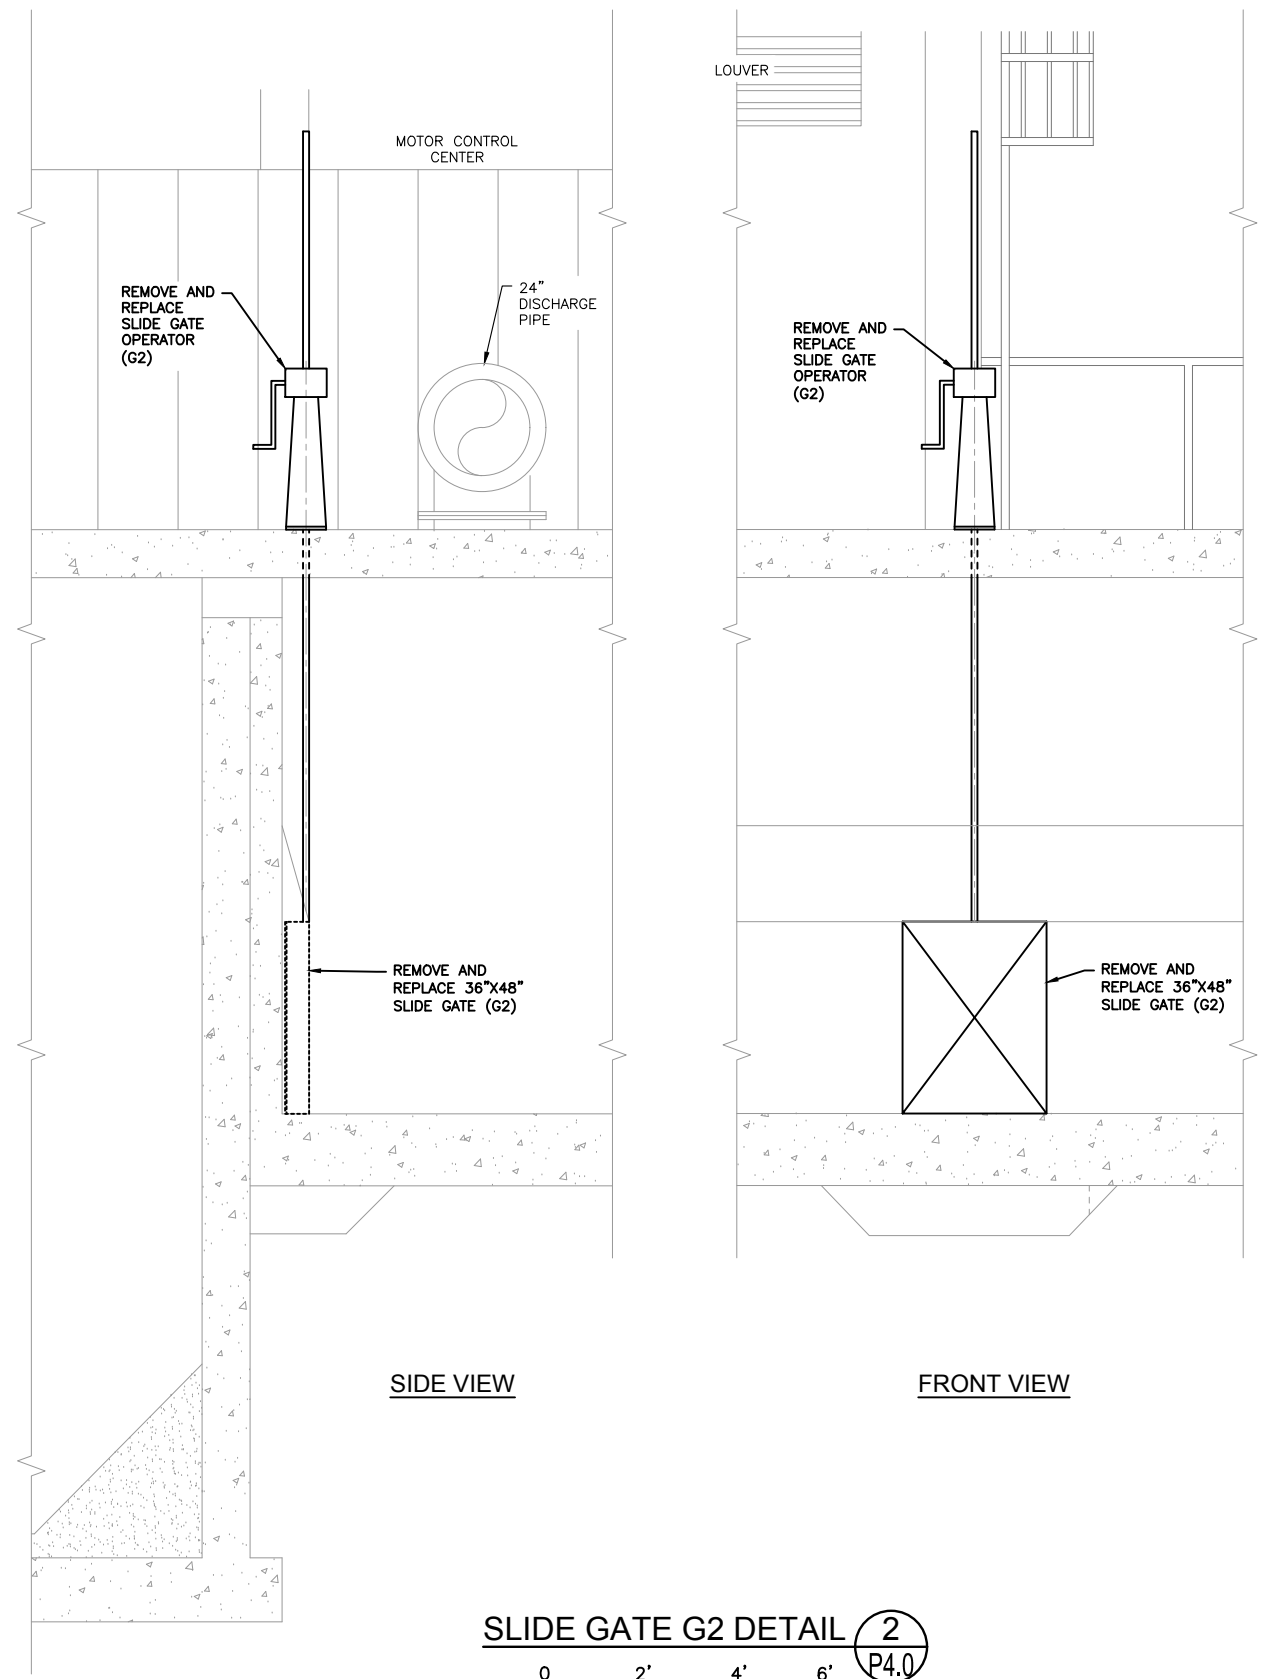 LOUVER
MOTOR CONTROL
CENTER
REMOVE AND
REPLACE
SLIDE GATE
OPERATOR
(G2)
24"
DISCHARGE
PIPE
REMOVE AND
REPLACE
SLIDE GATE
OPERATOR
(G2)
REMOVE AND
REPLACE 36"X48"
SLIDE GATE (G2)
REMOVE AND
REPLACE 36"X48"
SLIDE GATE (G2)
SIDE VIEW
FRONT VIEW
SLIDE GATE G2 DETAIL
2
P4.0
0 2' 4' 6'